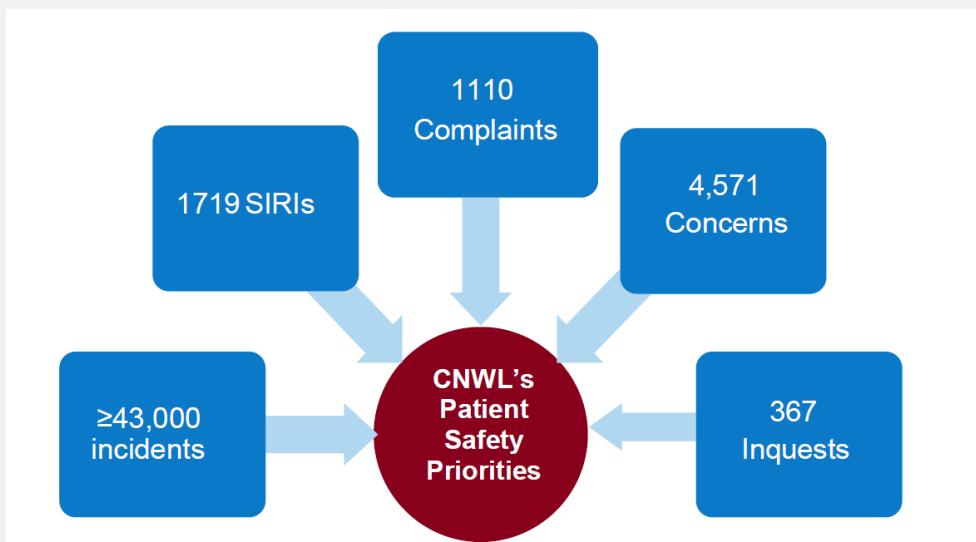 1110
Complaints
1719 SIRIs
4,571
Concerns
≥43,000
incidents
CNWL's
Patient
Safety
Priorities
367
Inquests